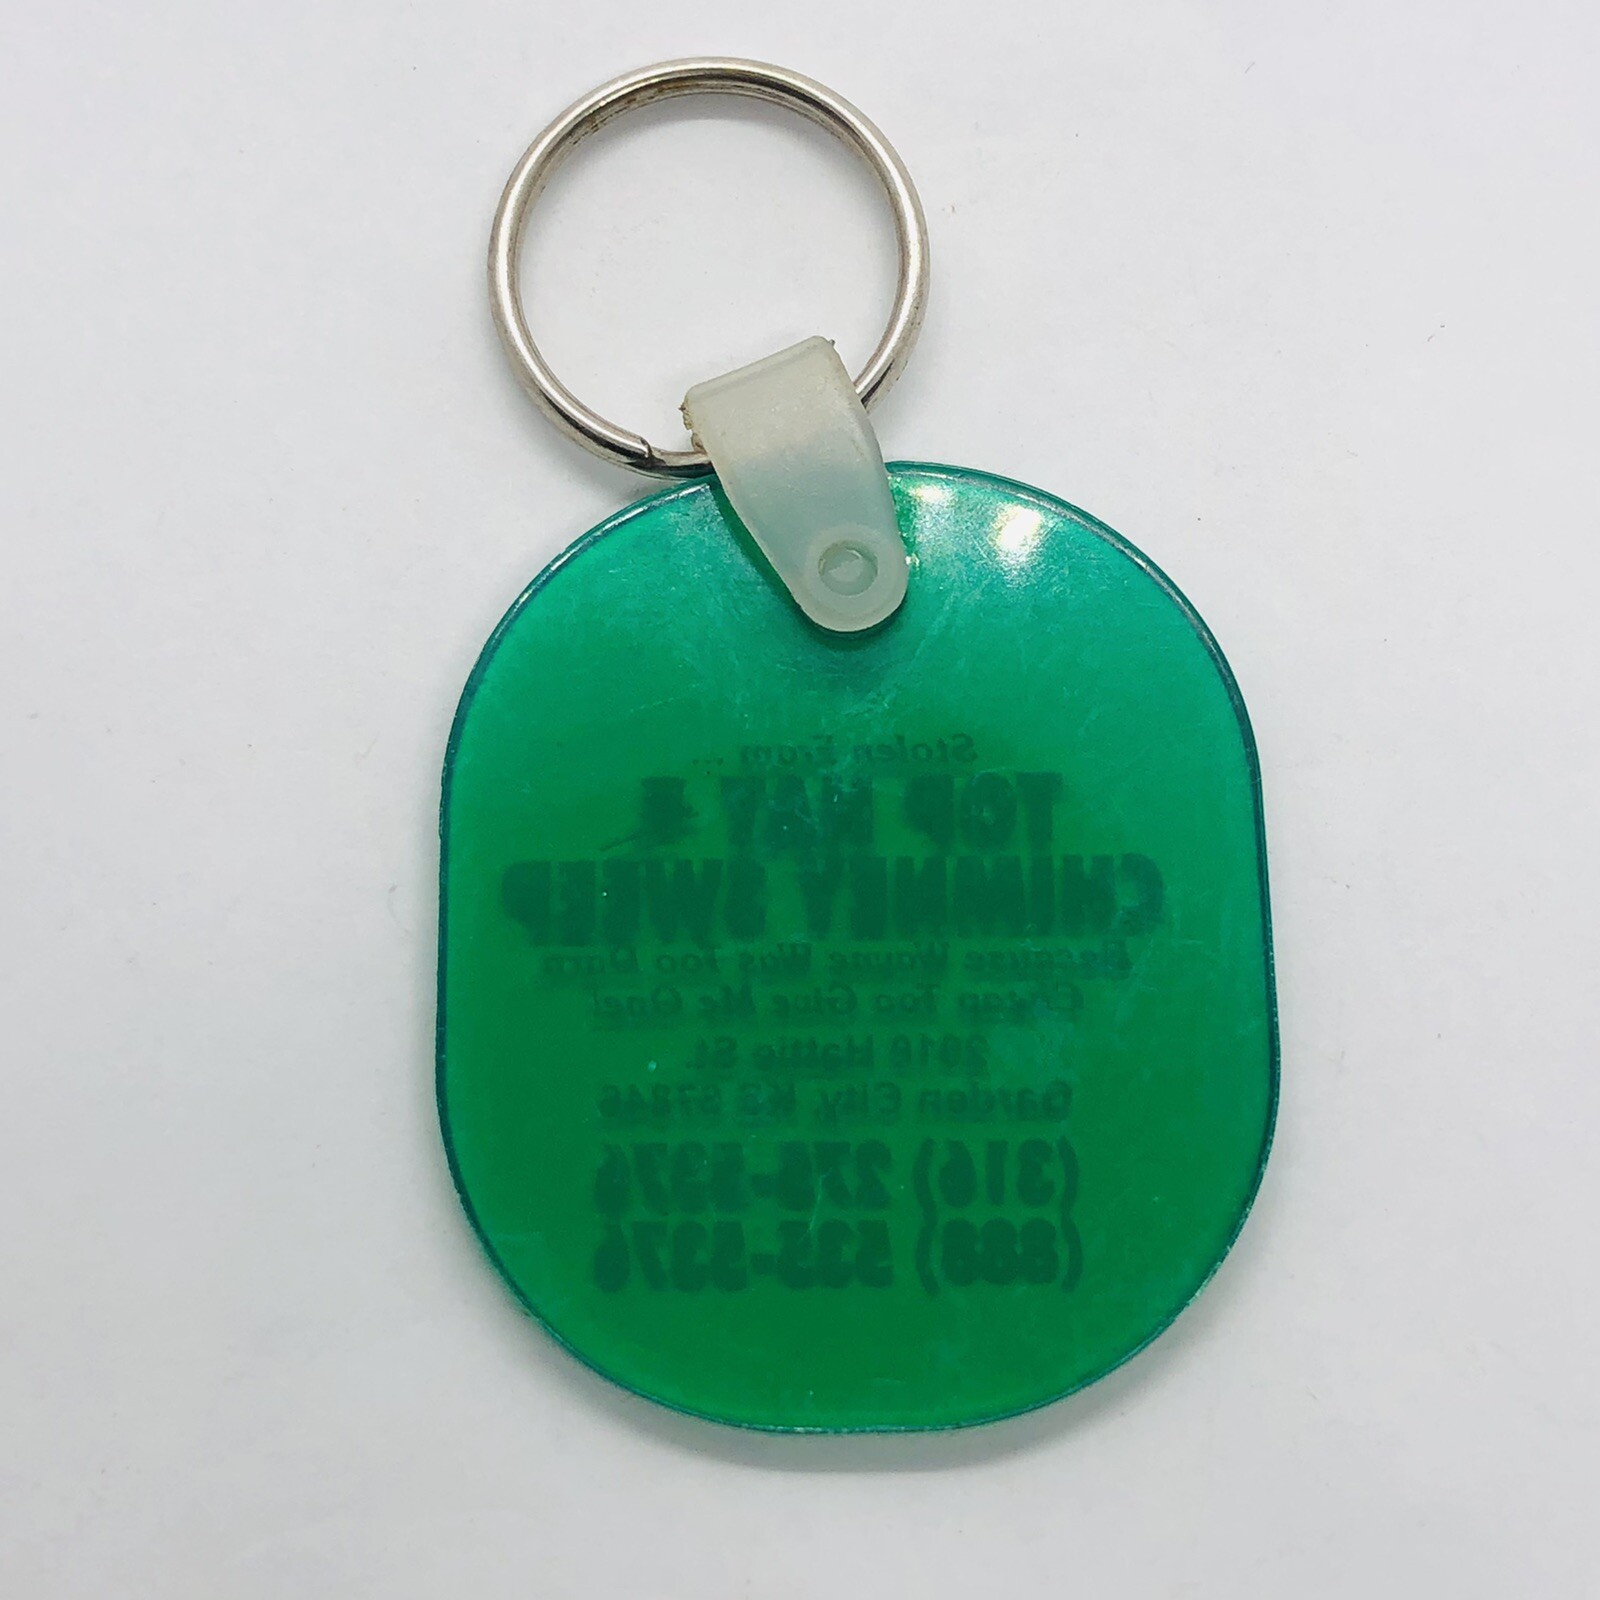 Stolen From ...
TOP HAT
CHIMNEY SWEEP
Because Wayne Was Too Darn
Cheap Too Give Me One!
Hattie St.
Garden City, KS 67846
(316) 275-5376
(888) 535-5376